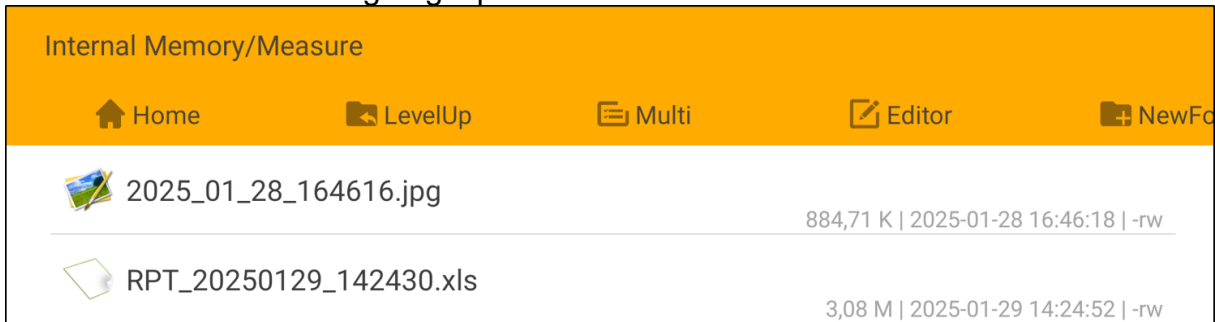 Internal Memory/Measure
Home LevelUp Multi Editor NewFo
2025_01_28_164616.jpg
884,71 K | 2025-01-28 16:46:18 | -rw
RPT_20250129_142430.xls
3,08 M | 2025-01-29 14:24:52 | -rw